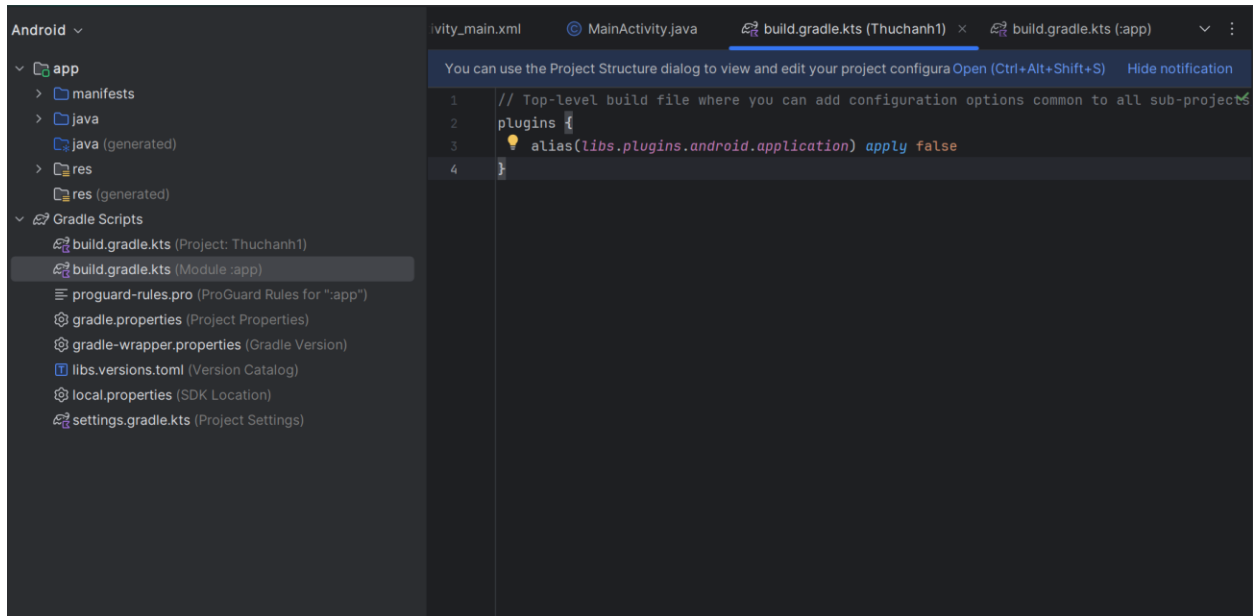 Android
app
manifests
java
java (generated)
res
res (generated)
Gradle Scripts
build.gradle.kts (Project: Thuchanh1)
build.gradle.kts (Module :app)
proguard-rules.pro (ProGuard Rules for ":app")
gradle.properties (Project Properties)
gradle-wrapper.properties (Gradle Version)
libs.versions.toml (Version Catalog)
local.properties (SDK Location)
settings.gradle.kts (Project Settings)
ivity_main.xml MainActivity.java build.gradle.kts (Thuchanh1) build.gradle.kts (:app)
You can use the Project Structure dialog to view and edit your project configura Open (Ctrl+Alt+Shift+S) Hide notification
1 // Top-level build file where you can add configuration options common to all sub-projects
2 plugins {
3 alias(libs.plugins.android.application) apply false
4 }